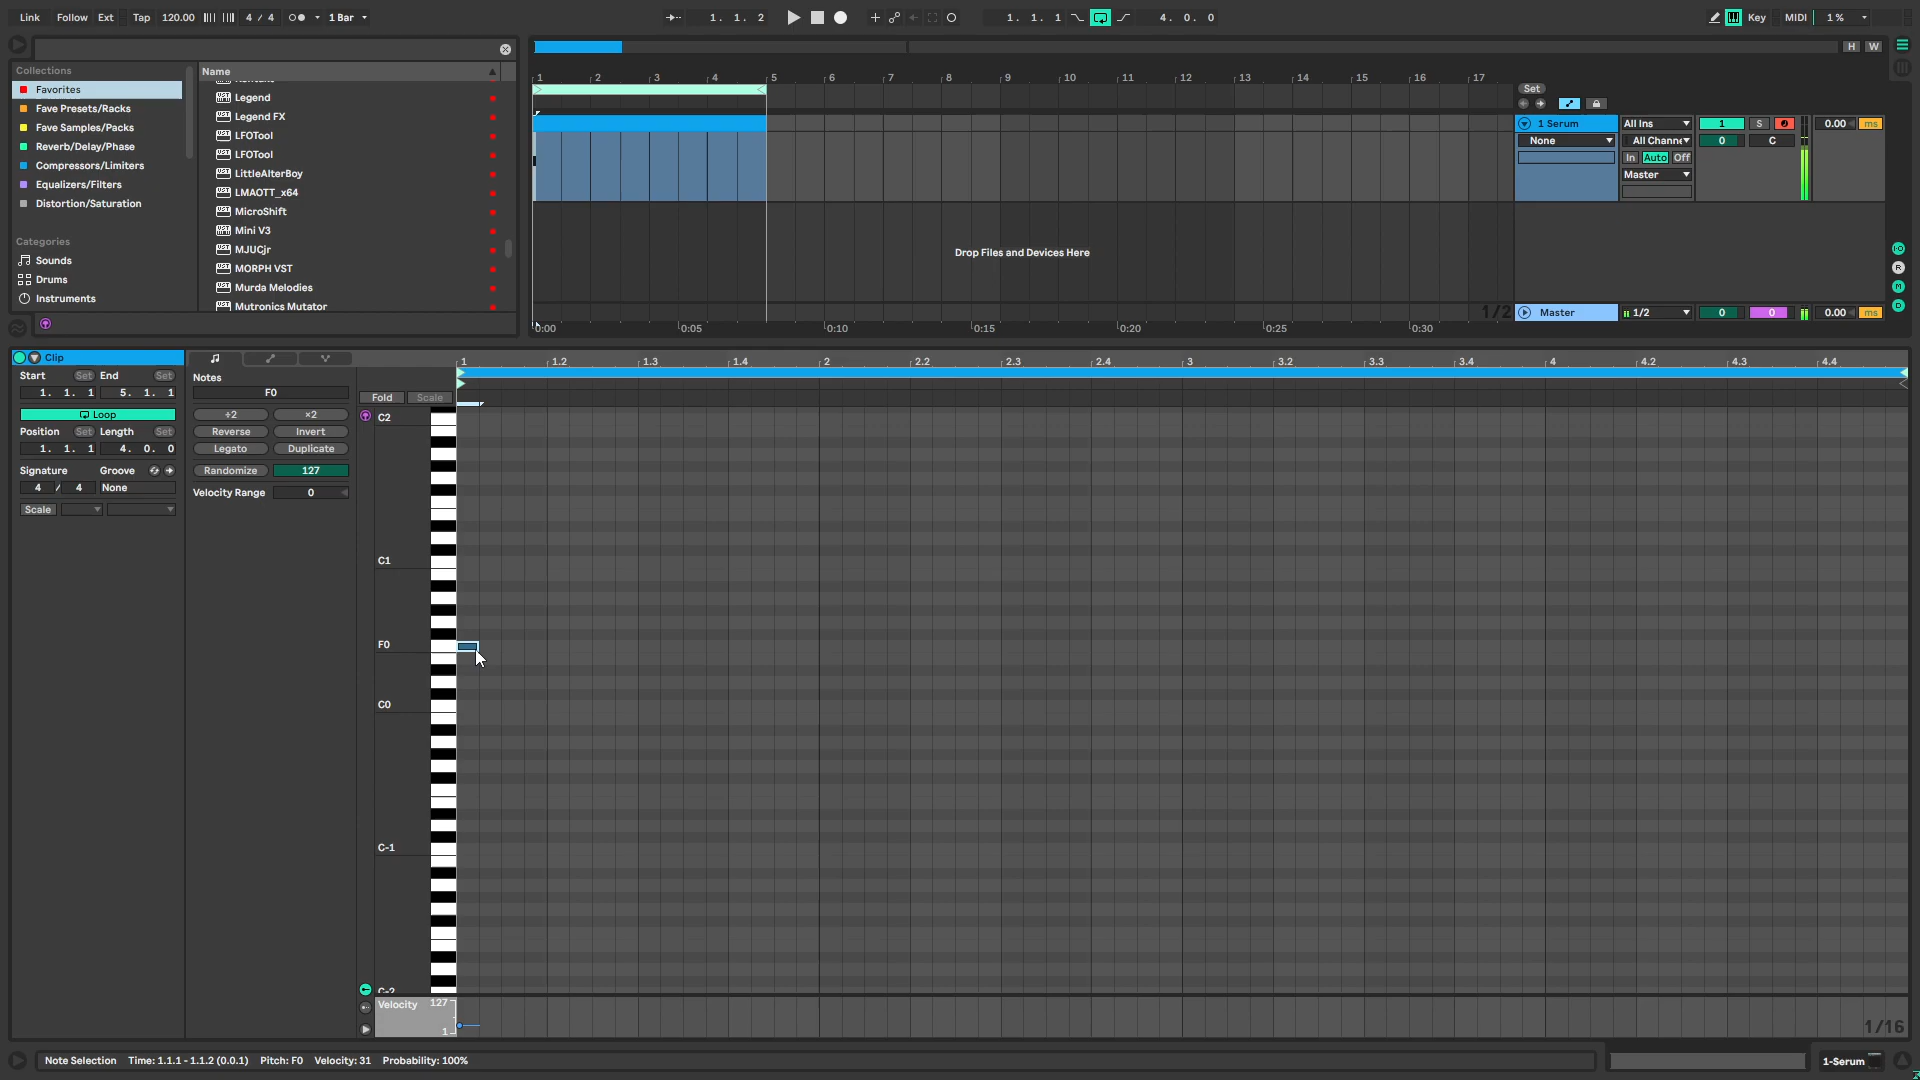 Link Follow Ext Tap 120.00 4 / 4 1 Bar 1. 1. 2 1. 1. 1 4. 0. 0 Key MIDI 1 %
H W
Collections
Favorites
Fave Presets/Racks
Fave Samples/Packs
Reverb/Delay/Phase
Compressors/Limiters
Equalizers/Filters
Distortion/Saturation
Categories
Sounds
Drums
Instruments
Name
Legend
Legend FX
LFOTool
LFOTool
LittleAlterBoy
LMAOTT_x64
MicroShift
Mini V3
MJUCjr
MORPH VST
Murda Melodies
Mutronics Mutator
1 2 3 4 5 6 7 8 9 10 11 12 13 14 15 16 17
Set
1 Serum All Ins 1 S 0.00 ms
None All Channe 0 C
In Auto Off
Master
Drop Files and Devices Here
1/2
Master 1/2 0 0 0.00 ms
0:00 0:05 0:10 0:15 0:20 0:25 0:30
R
M
D
Clip
Start Set End Set
1. 1. 1 5. 1. 1
Loop
Position Set Length Set
1. 1. 1 4. 0. 0
Signature Groove
4 / 4 None
Scale
Notes
F0
÷2 ×2
Reverse Invert
Legato Duplicate
Randomize 127
Velocity Range 0
1 1.2 1.3 1.4 2 2.2 2.3 2.4 3 3.2 3.3 3.4 4 4.2 4.3 4.4
Fold Scale
C2
C1
F0
C0
C-1
C-2
Velocity 127
1
1/16
Note Selection Time: 1.1.1 - 1.1.2 (0.0.1) Pitch: F0 Velocity: 31 Probability: 100%
1-Serum